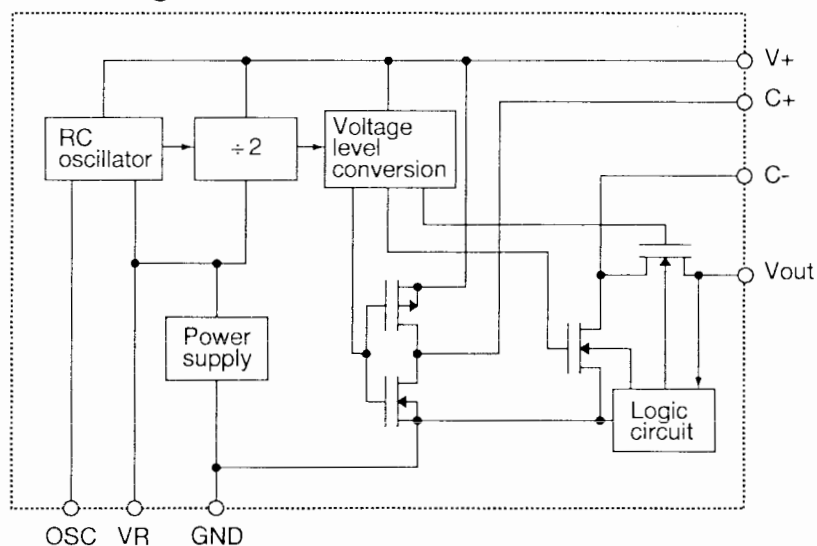 V+
C+
RC
oscillator
÷2
Voltage
level
conversion
C-
Vout
Power
supply
Logic
circuit
OSC VR GND